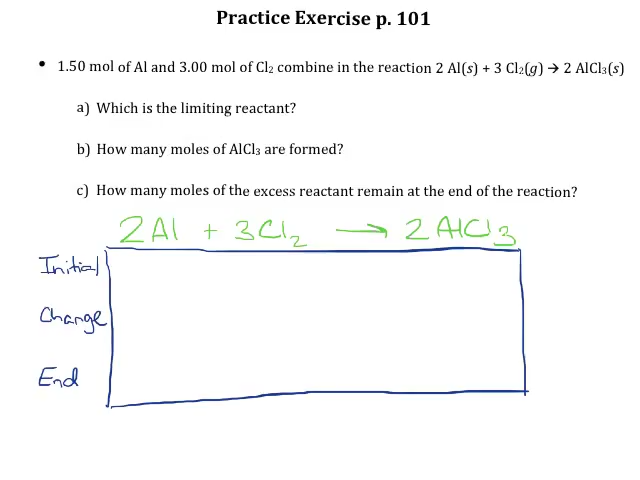 Practice Exercise p. 101
• 1.50 mol of Al and 3.00 mol of Cl₂ combine in the reaction 2 Al(s) + 3 Cl₂(g) → 2 AlCl₃(s)
a) Which is the limiting reactant?
b) How many moles of AlCl₃ are formed?
c) How many moles of the excess reactant remain at the end of the reaction?
2Al + 3Cl₂ → 2AlCl₃
Initial
Change
End